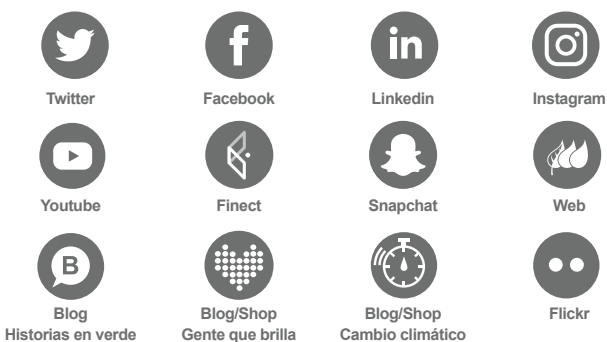 Twitter
Facebook
Linkedin
Instagram
Youtube
Finect
Snapchat
Web
B
Blog
Historias en verde
Blog/Shop
Gente que brilla
Blog/Shop
Cambio climático
Flickr